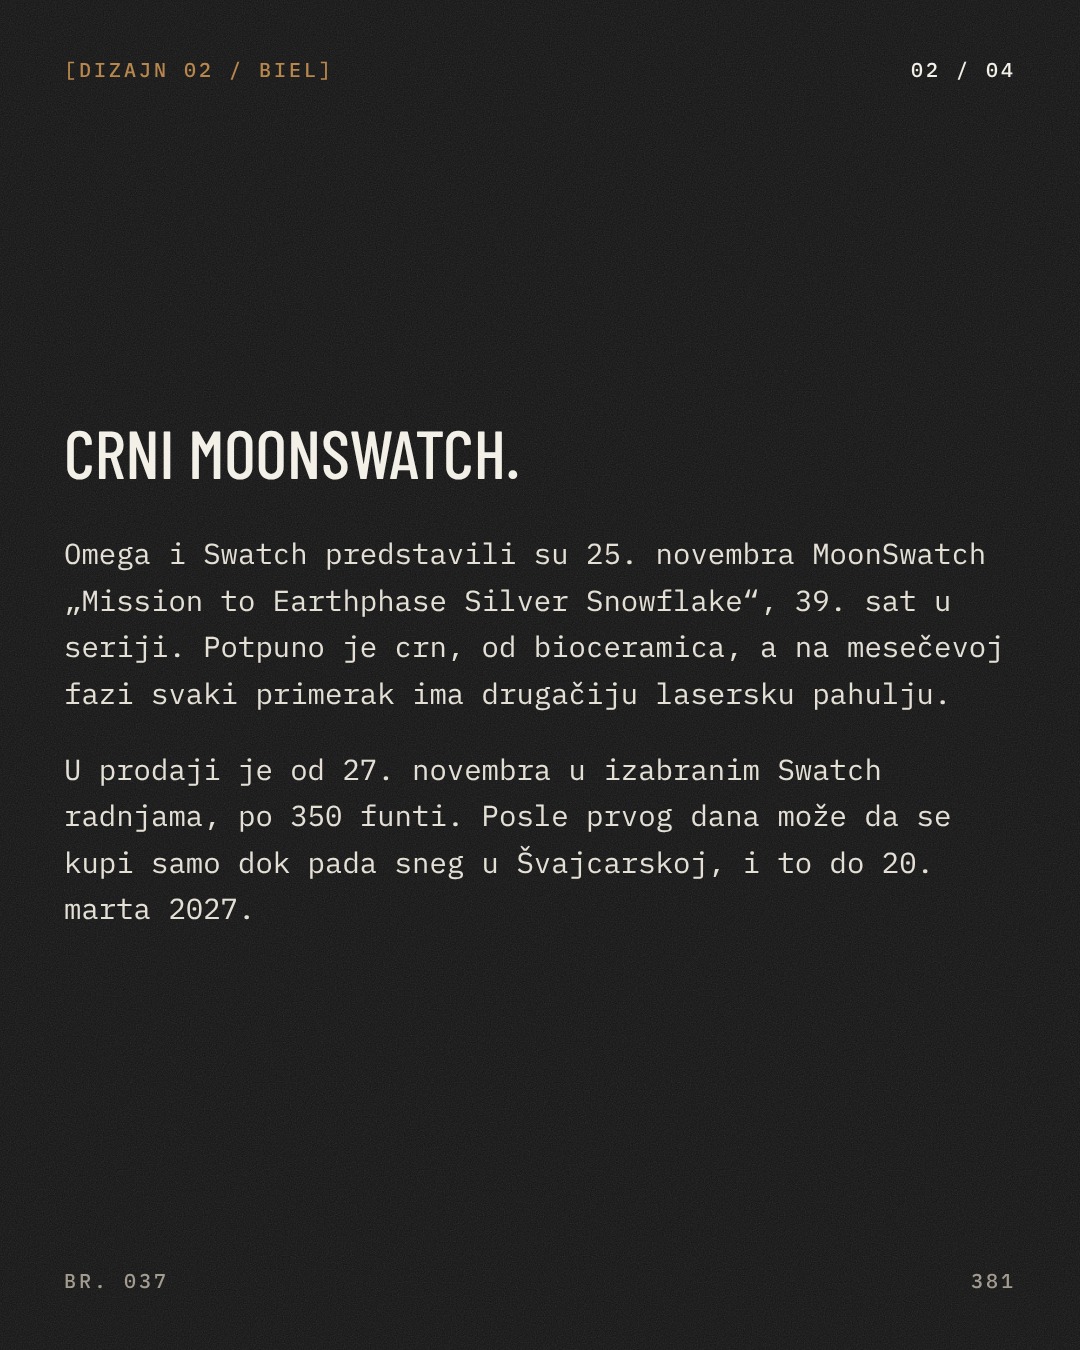 [DIZAJN 02 / BIEL]
02 / 04
CRNI MOONSWATCH.
Omega i Swatch predstavili su 25. novembra MoonSwatch
„Mission to Earthphase Silver Snowflake“, 39. sat u
seriji. Potpuno je crn, od bioceramica, a na mesečevoj
fazi svaki primerak ima drugačiju lasersku pahulju.
U prodaji je od 27. novembra u izabranim Swatch
radnjama, po 350 funti. Posle prvog dana može da se
kupi samo dok pada sneg u Švajcarskoj, i to do 20.
marta 2027.
BR. 037
381